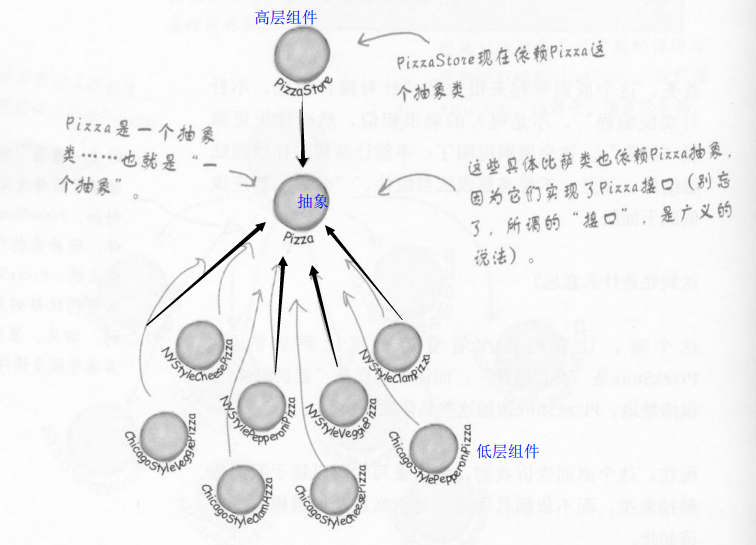 高层组件
PizzaStore现在依赖Pizza这
个抽象类
PizzaStore
Pizza是一个抽象
类……也就是“一
个抽象”。
这些具体比萨类也依赖Pizza抽象，
因为它们实现了Pizza接口（别忘
了，所谓的“接口”，是广义的
说法）。
抽象
Pizza
NYStyleCheesePizza
NYStyleClamPizza
NYStylePepperoniPizza
NYStyleVeggiePizza
ChicagoStyleVeggiePizza
ChicagoStylePepperoniPizza
低层组件
ChicagoStyleClamPizza
ChicagoStyleCheesePizza